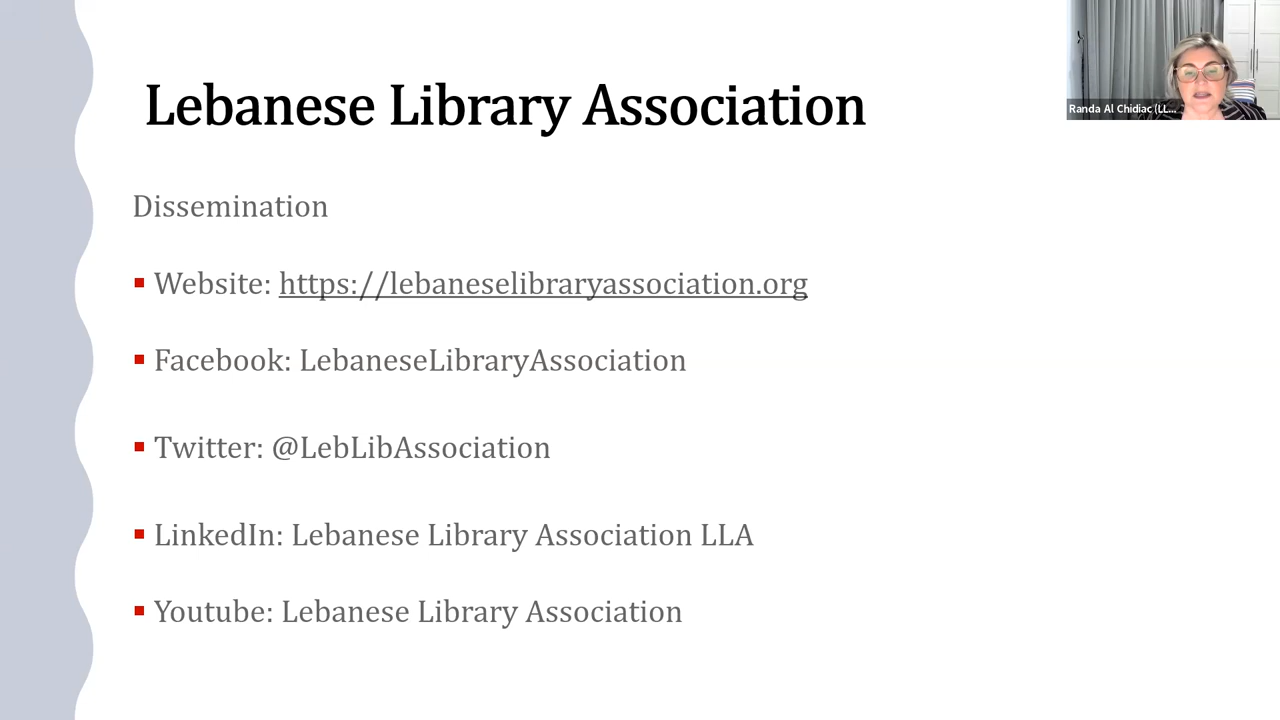 Lebanese Library Association
Randa Al Chidiac (LL...
Dissemination
Website: https://lebaneselibraryassociation.org
Facebook: LebaneseLibraryAssociation
Twitter: @LebLibAssociation
LinkedIn: Lebanese Library Association LLA
Youtube: Lebanese Library Association